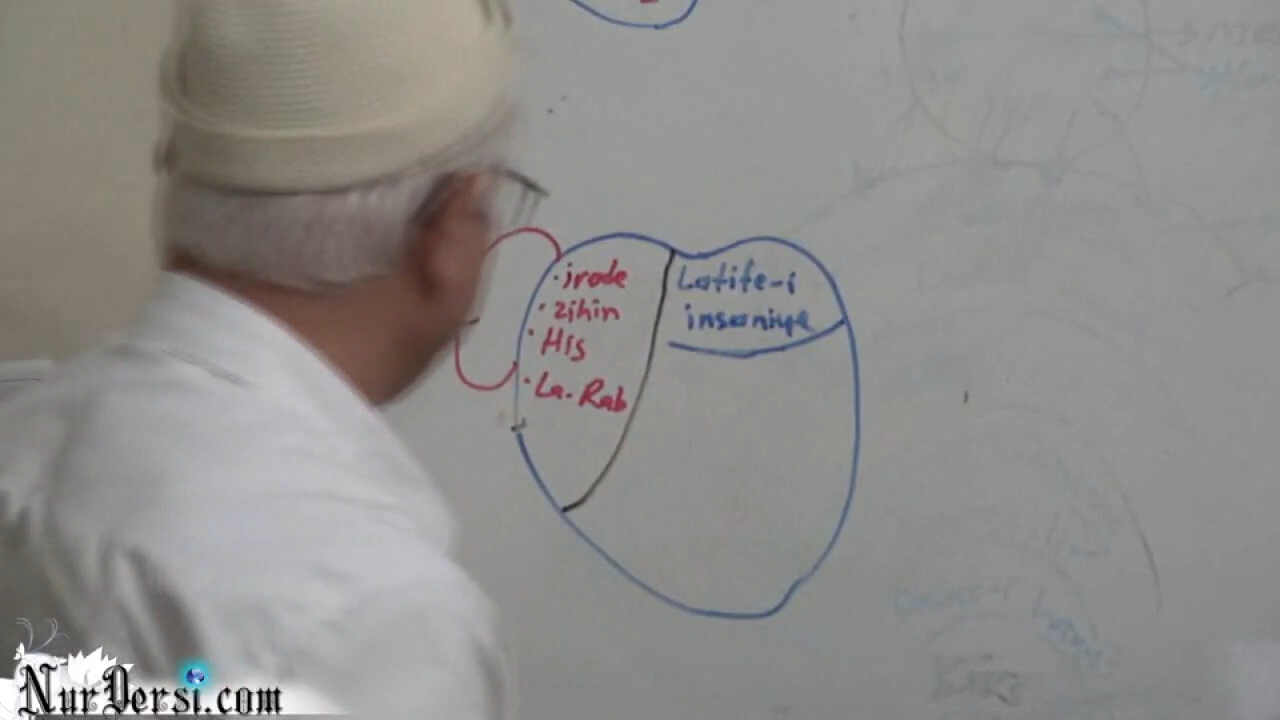 · irade
· zihin
· His
· La. Rab
Latife-i
insaniye
NurDersi.com